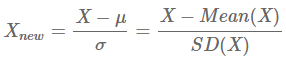 X_new = (X − μ) / σ = (X − Mean(X)) / SD(X)